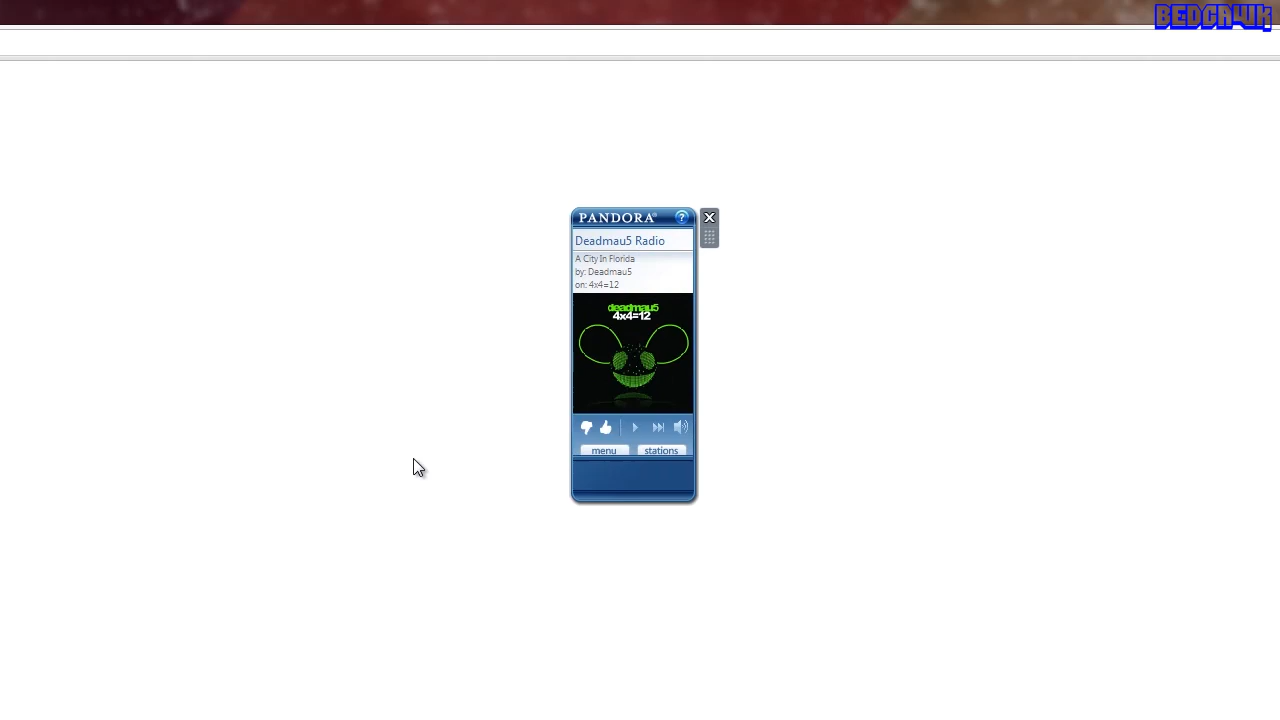 BEDCAWK
PANDORA®
?
X
Deadmau5 Radio
A City In Florida
by: Deadmau5
on: 4x4=12
deadmau5
4x4=12
menu
stations